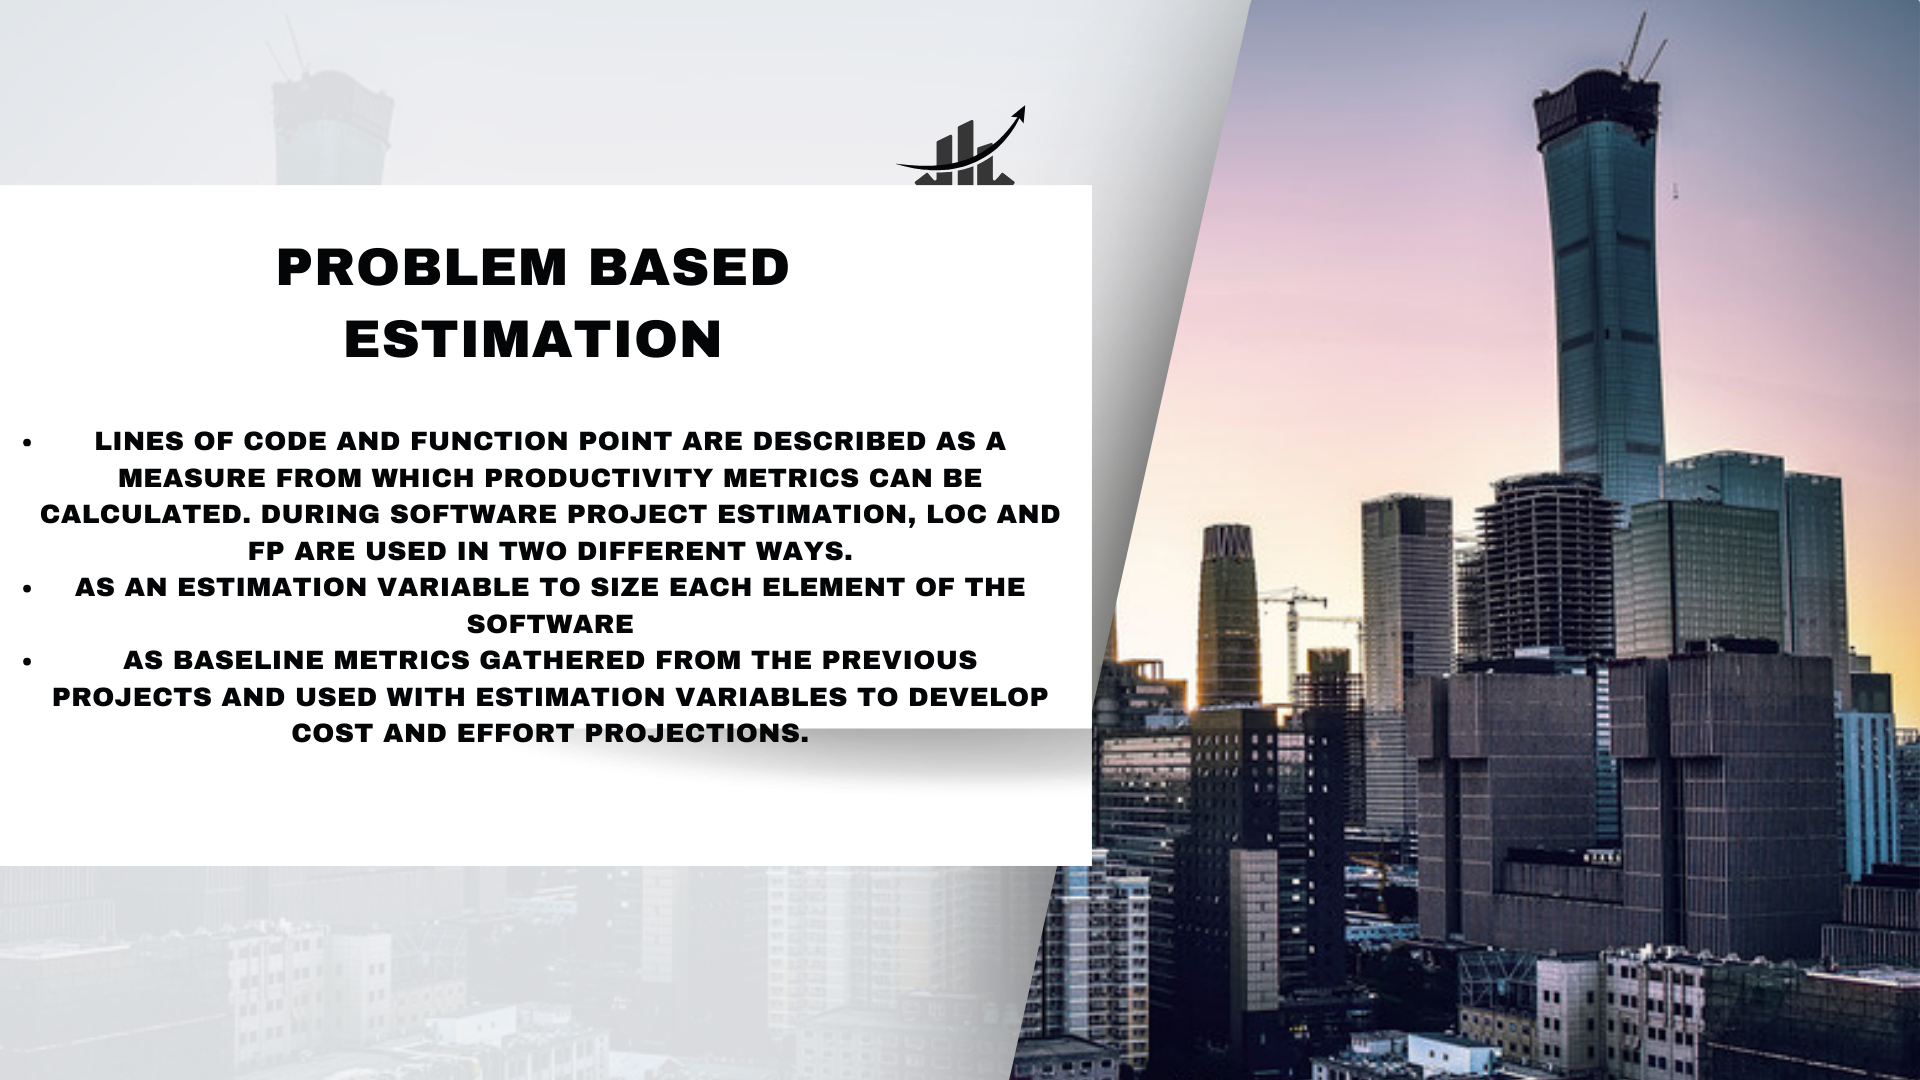 PROBLEM BASED
ESTIMATION
• LINES OF CODE AND FUNCTION POINT ARE DESCRIBED AS A
MEASURE FROM WHICH PRODUCTIVITY METRICS CAN BE
CALCULATED. DURING SOFTWARE PROJECT ESTIMATION, LOC AND
FP ARE USED IN TWO DIFFERENT WAYS.
• AS AN ESTIMATION VARIABLE TO SIZE EACH ELEMENT OF THE
SOFTWARE
• AS BASELINE METRICS GATHERED FROM THE PREVIOUS
PROJECTS AND USED WITH ESTIMATION VARIABLES TO DEVELOP
COST AND EFFORT PROJECTIONS.